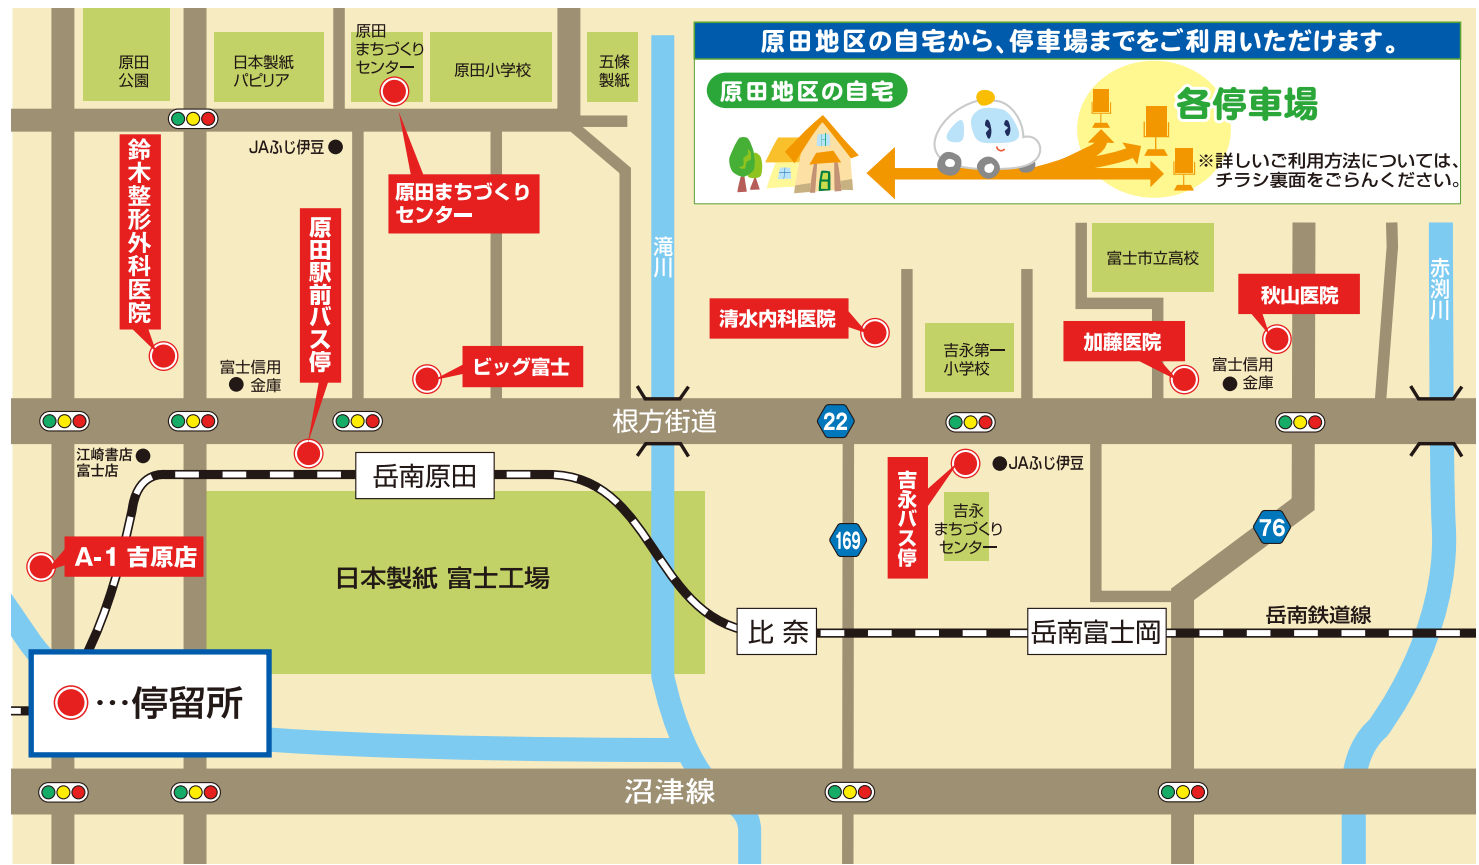 原田地区の自宅から、停車場までをご利用いただけます。
原田地区の自宅
各停車場
※詳しいご利用方法については、
チラシ裏面をごらんください。
原田
公園
日本製紙
パピリア
原田
まちづくり
センター
原田小学校
五條
製紙
JAふじ伊豆
鈴木整形外科医院
原田駅前バス停
原田まちづくり
センター
滝川
清水内科医院
富士市立高校
秋山医院
赤渕川
加藤医院
吉永第一
小学校
富士信用
金庫
ビッグ富士
富士信用
金庫
根方街道
22
江崎書店
富士店
岳南原田
吉永バス停
JAふじ伊豆
吉永
まちづくり
センター
169
76
A-1 吉原店
日本製紙 富士工場
比奈
岳南富士岡
岳南鉄道線
…停留所
沼津線